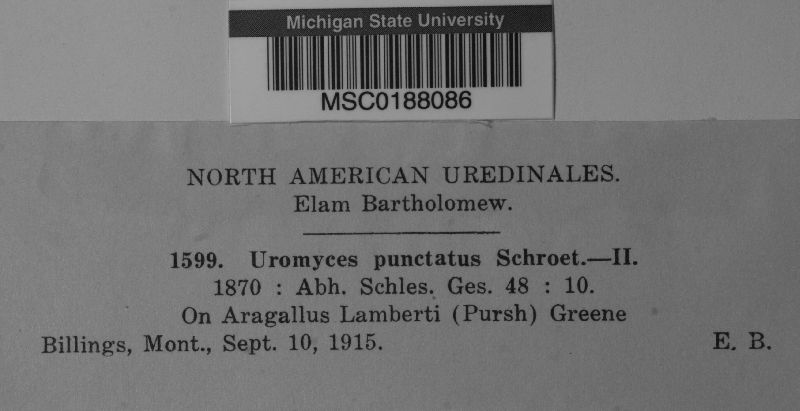 Michigan State University
MSC0188086
NORTH AMERICAN UREDINALES.
Elam Bartholomew.
1599. Uromyces punctatus Schroet.—II.
1870 : Abh. Schles. Ges. 48 : 10.
On Aragallus Lamberti (Pursh) Greene
Billings, Mont., Sept. 10, 1915. E. B.